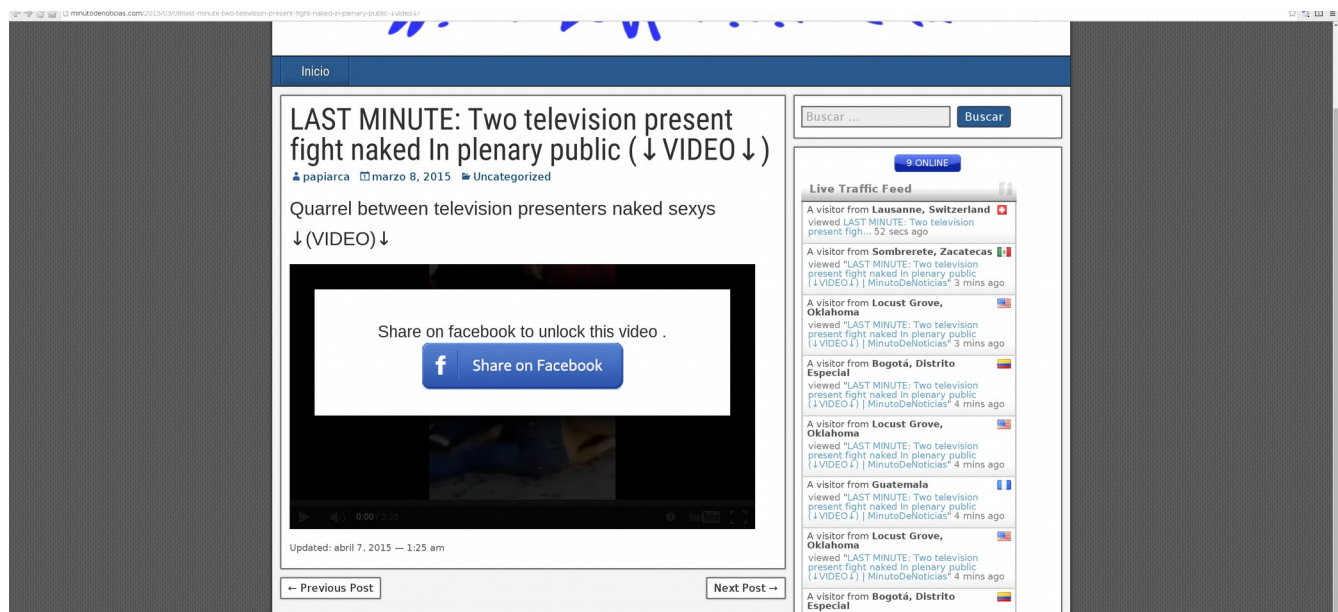 minutodenoticias.com/2015/03/08/last-minute-two-television-present-fight-naked-in-plenary-public-↓video↓/
Inicio
LAST MINUTE: Two television present
fight naked In plenary public (↓VIDEO↓)
papiarca marzo 8, 2015 Uncategorized
Quarrel between television presenters naked sexys
↓(VIDEO)↓
Share on facebook to unlock this video .
f Share on Facebook
0:00 / 3:55
YouTube
Updated: abril 7, 2015 — 1:25 am
← Previous Post
Next Post →
Buscar ...
Buscar
9 ONLINE
Live Traffic Feed
A visitor from Lausanne, Switzerland
viewed LAST MINUTE: Two television
present figh... 52 secs ago
A visitor from Sombrerete, Zacatecas
viewed "LAST MINUTE: Two television
present fight naked In plenary public
(↓VIDEO↓) | MinutoDeNoticias" 3 mins ago
A visitor from Locust Grove,
Oklahoma
viewed "LAST MINUTE: Two television
present fight naked In plenary public
(↓VIDEO↓) | MinutoDeNoticias" 3 mins ago
A visitor from Bogotá, Distrito
Especial
viewed "LAST MINUTE: Two television
present fight naked In plenary public
(↓VIDEO↓) | MinutoDeNoticias" 4 mins ago
A visitor from Locust Grove,
Oklahoma
viewed "LAST MINUTE: Two television
present fight naked In plenary public
(↓VIDEO↓) | MinutoDeNoticias" 4 mins ago
A visitor from Guatemala
viewed "LAST MINUTE: Two television
present fight naked In plenary public
(↓VIDEO↓) | MinutoDeNoticias" 4 mins ago
A visitor from Locust Grove,
Oklahoma
viewed "LAST MINUTE: Two television
present fight naked In plenary public
(↓VIDEO↓) | MinutoDeNoticias" 4 mins ago
A visitor from Bogotá, Distrito
Especial